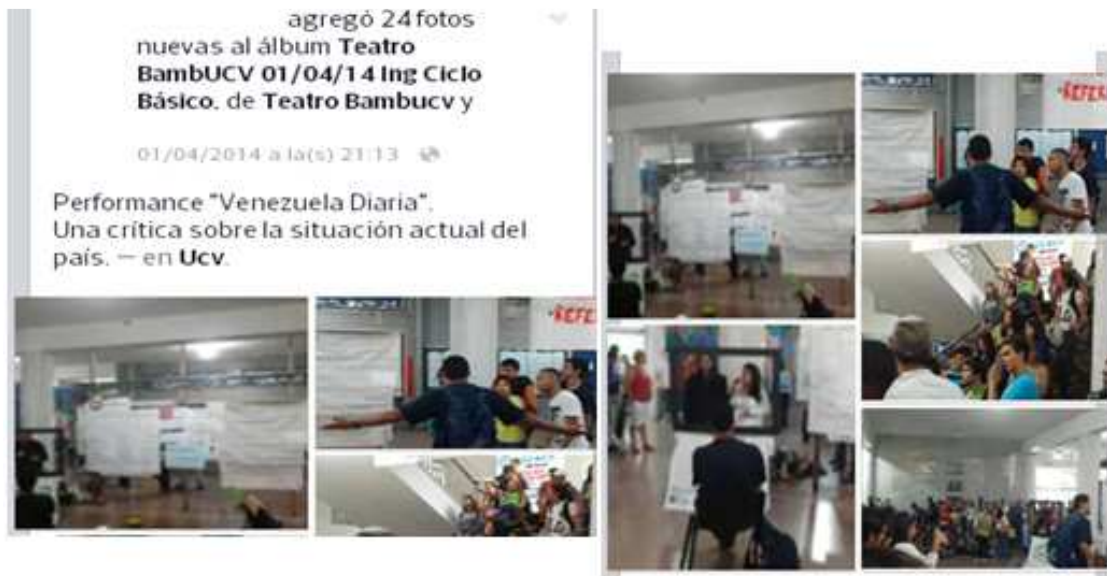 agregó 24 fotos
nuevas al álbum Teatro
BambUCV 01/04/14 Ing Ciclo
Básico. de Teatro Bambucv y
01/04/2014 a la(s) 21:13
Performance "Venezuela Diaria".
Una crítica sobre la situación actual del
país. — en Ucv.